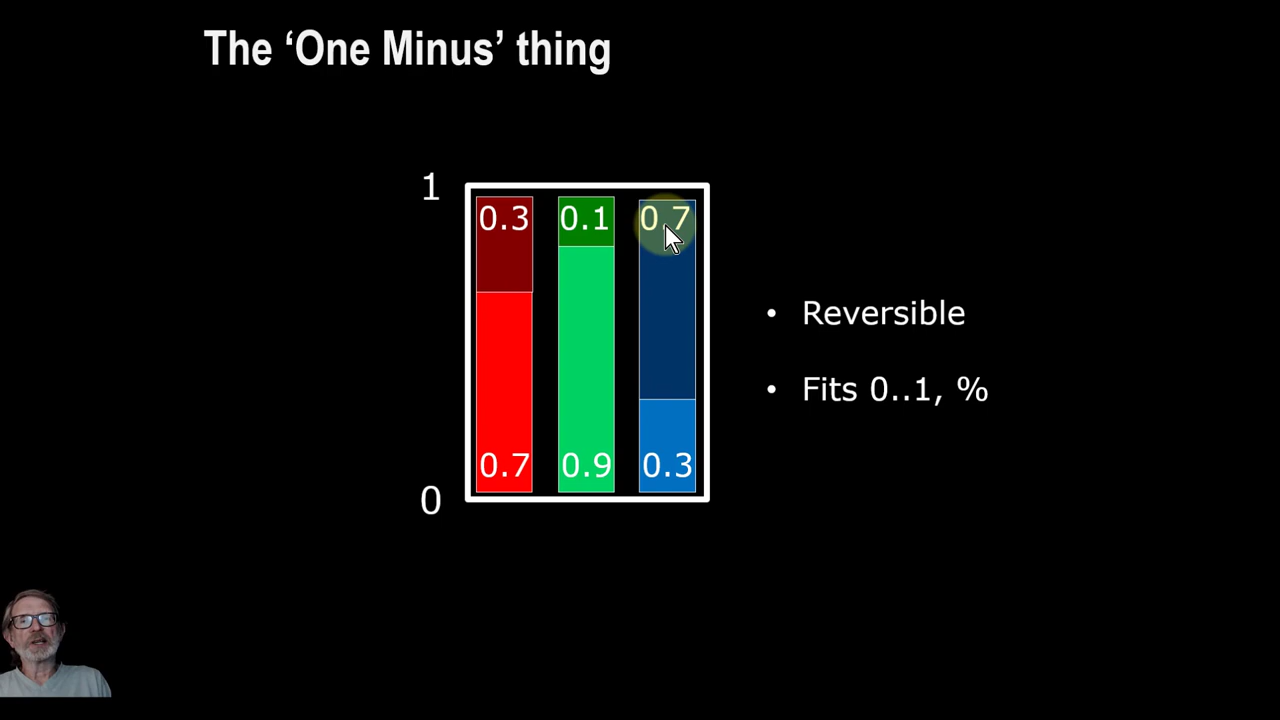 The ‘One Minus’ thing
1
0.3 0.1 0.7
• Reversible
• Fits 0..1, %
0.7 0.9 0.3
0